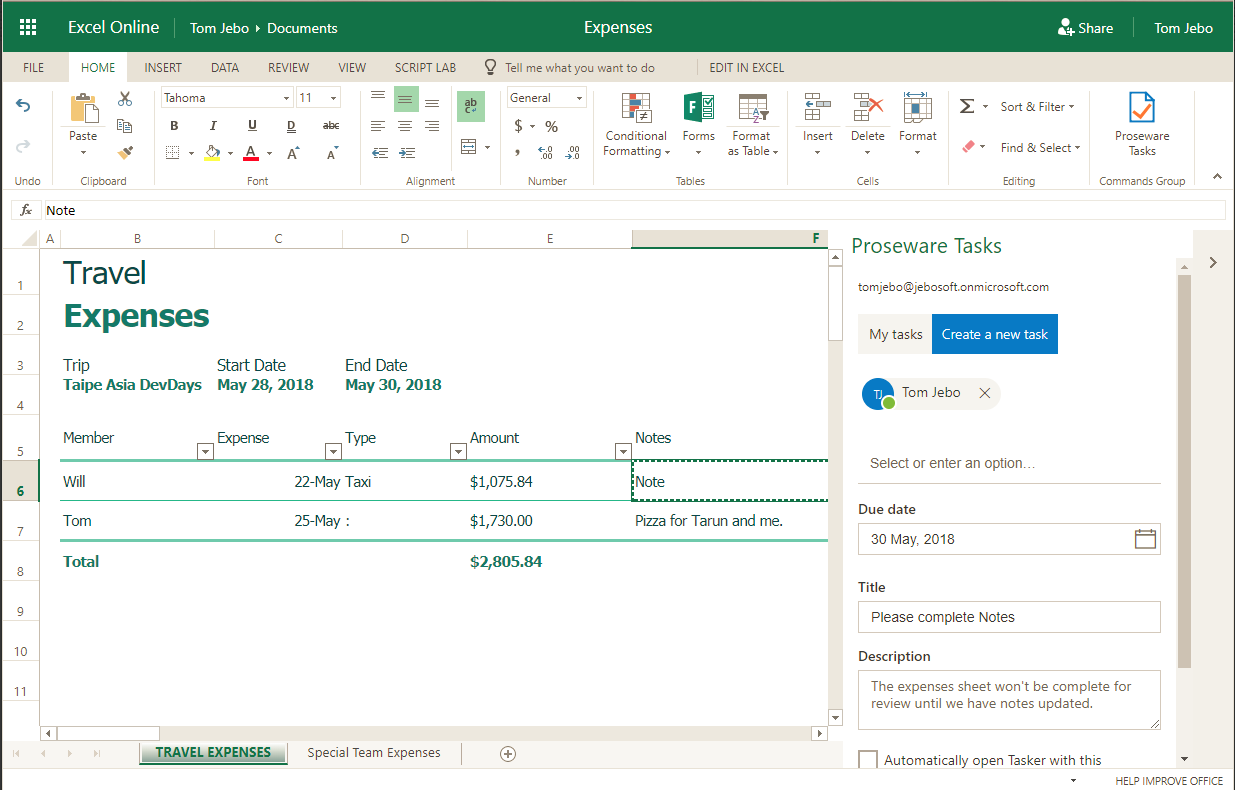 Excel Online Tom Jebo Documents Expenses Share Tom Jebo
FILE HOME INSERT DATA REVIEW VIEW SCRIPT LAB Tell me what you want to do EDIT IN EXCEL
Tahoma 11 ab General Σ Sort & Filter
Paste B I U D abc $ % Conditional Formatting Forms Format as Table Insert Delete Format Find & Select Proseware Tasks
A A A , .00 .0
Undo Clipboard Font Alignment Number Tables Cells Editing Commands Group
fx Note
A B C D E F
1 Travel
2 Expenses
3 Trip Start Date End Date
4 Taipe Asia DevDays May 28, 2018 May 30, 2018
5 Member Expense Type Amount Notes
6 Will 22-May Taxi $1,075.84 Note
7 Tom 25-May : $1,730.00 Pizza for Tarun and me.
8 Total $2,805.84
9
10
11
TRAVEL EXPENSES Special Team Expenses
Proseware Tasks
tomjebo@jebosoft.onmicrosoft.com
My tasks Create a new task
TJ Tom Jebo
Select or enter an option...
Due date
30 May, 2018
Title
Please complete Notes
Description
The expenses sheet won't be complete for
review until we have notes updated.
Automatically open Tasker with this
HELP IMPROVE OFFICE